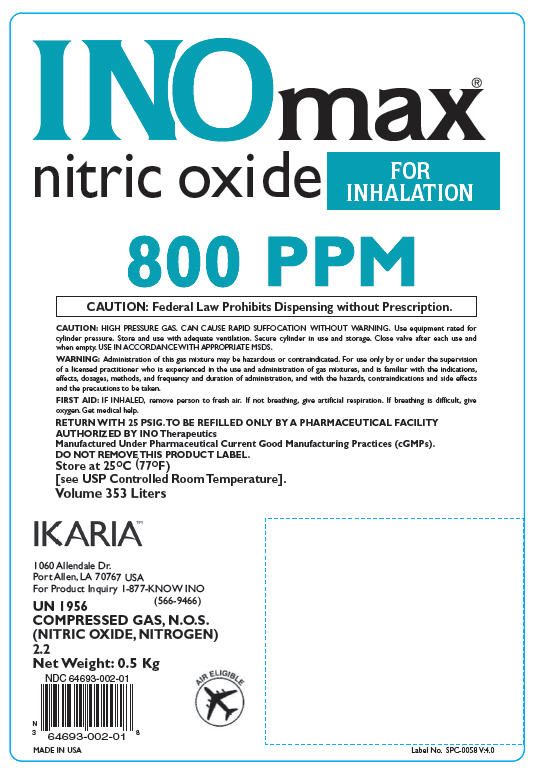 INOmax®
nitric oxide
FOR
INHALATION
800 PPM
CAUTION: Federal Law Prohibits Dispensing without Prescription.
CAUTION: HIGH PRESSURE GAS. CAN CAUSE RAPID SUFFOCATION WITHOUT WARNING. Use equipment rated for
cylinder pressure. Store and use with adequate ventilation. Secure cylinder in use and storage. Close valve after each use and
when empty. USE IN ACCORDANCE WITH APPROPRIATE MSDS.
WARNING: Administration of this gas mixture may be hazardous or contraindicated. For use only by or under the supervision
of a licensed practitioner who is experienced in the use and administration of gas mixtures, and is familiar with the indications,
effects, dosages, methods, and frequency and duration of administration, and with the hazards, contraindications and side effects
and the precautions to be taken.
FIRST AID: IF INHALED, remove person to fresh air. If not breathing, give artificial respiration. If breathing is difficult, give
oxygen. Get medical help.
RETURN WITH 25 PSIG. TO BE REFILLED ONLY BY A PHARMACEUTICAL FACILITY
AUTHORIZED BY INO Therapeutics
Manufactured Under Pharmaceutical Current Good Manufacturing Practices (cGMPs).
DO NOT REMOVE THIS PRODUCT LABEL.
Store at 25°C (77°F)
[see USP Controlled Room Temperature].
Volume 353 Liters
IKARIA™
1060 Allendale Dr.
Port Allen, LA 70767 USA
For Product Inquiry 1-877-KNOW INO
(566-9466)
UN 1956
COMPRESSED GAS, N.O.S.
(NITRIC OXIDE, NITROGEN)
2.2
Net Weight: 0.5 Kg
NDC 64693-002-01
N
3 64693-002-01 8
AIR ELIGIBLE
MADE IN USA
Label No. SPC-0058 V:4.0